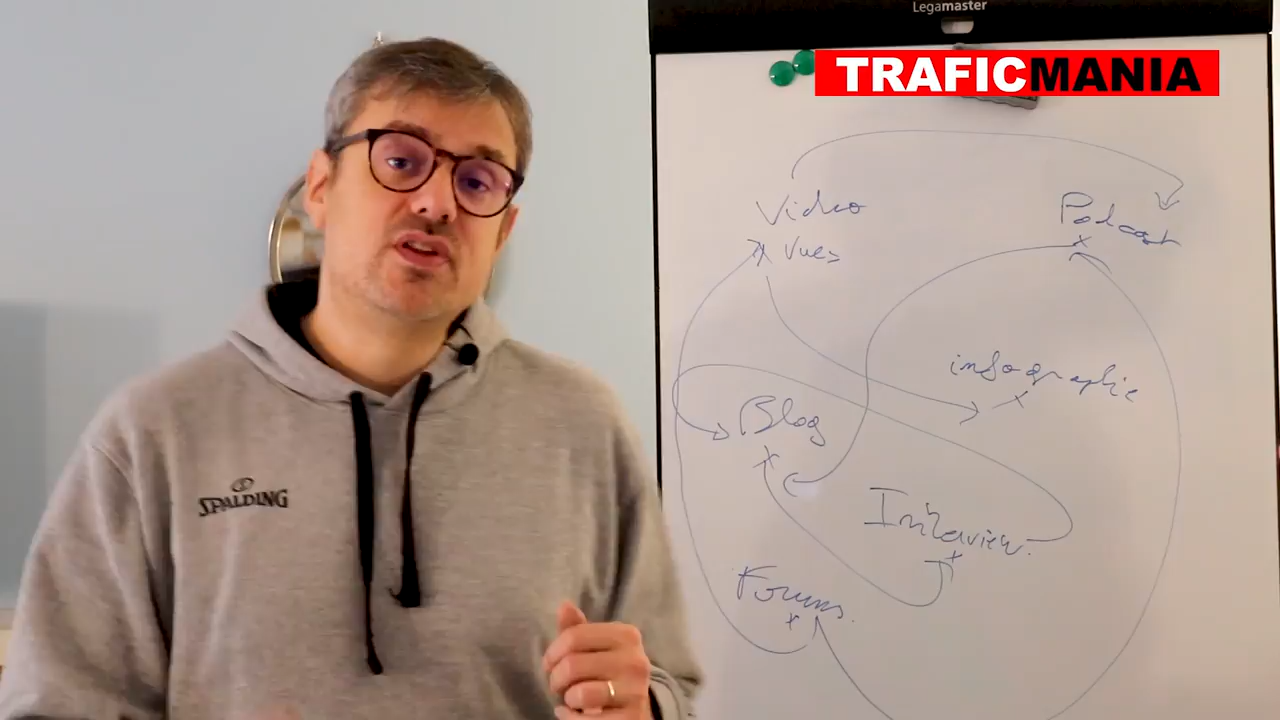 Legamaster
TRAFICMANIA
Video
Podcast
Vues
infographie
Blog
SPALDING
Interview.
Forums.